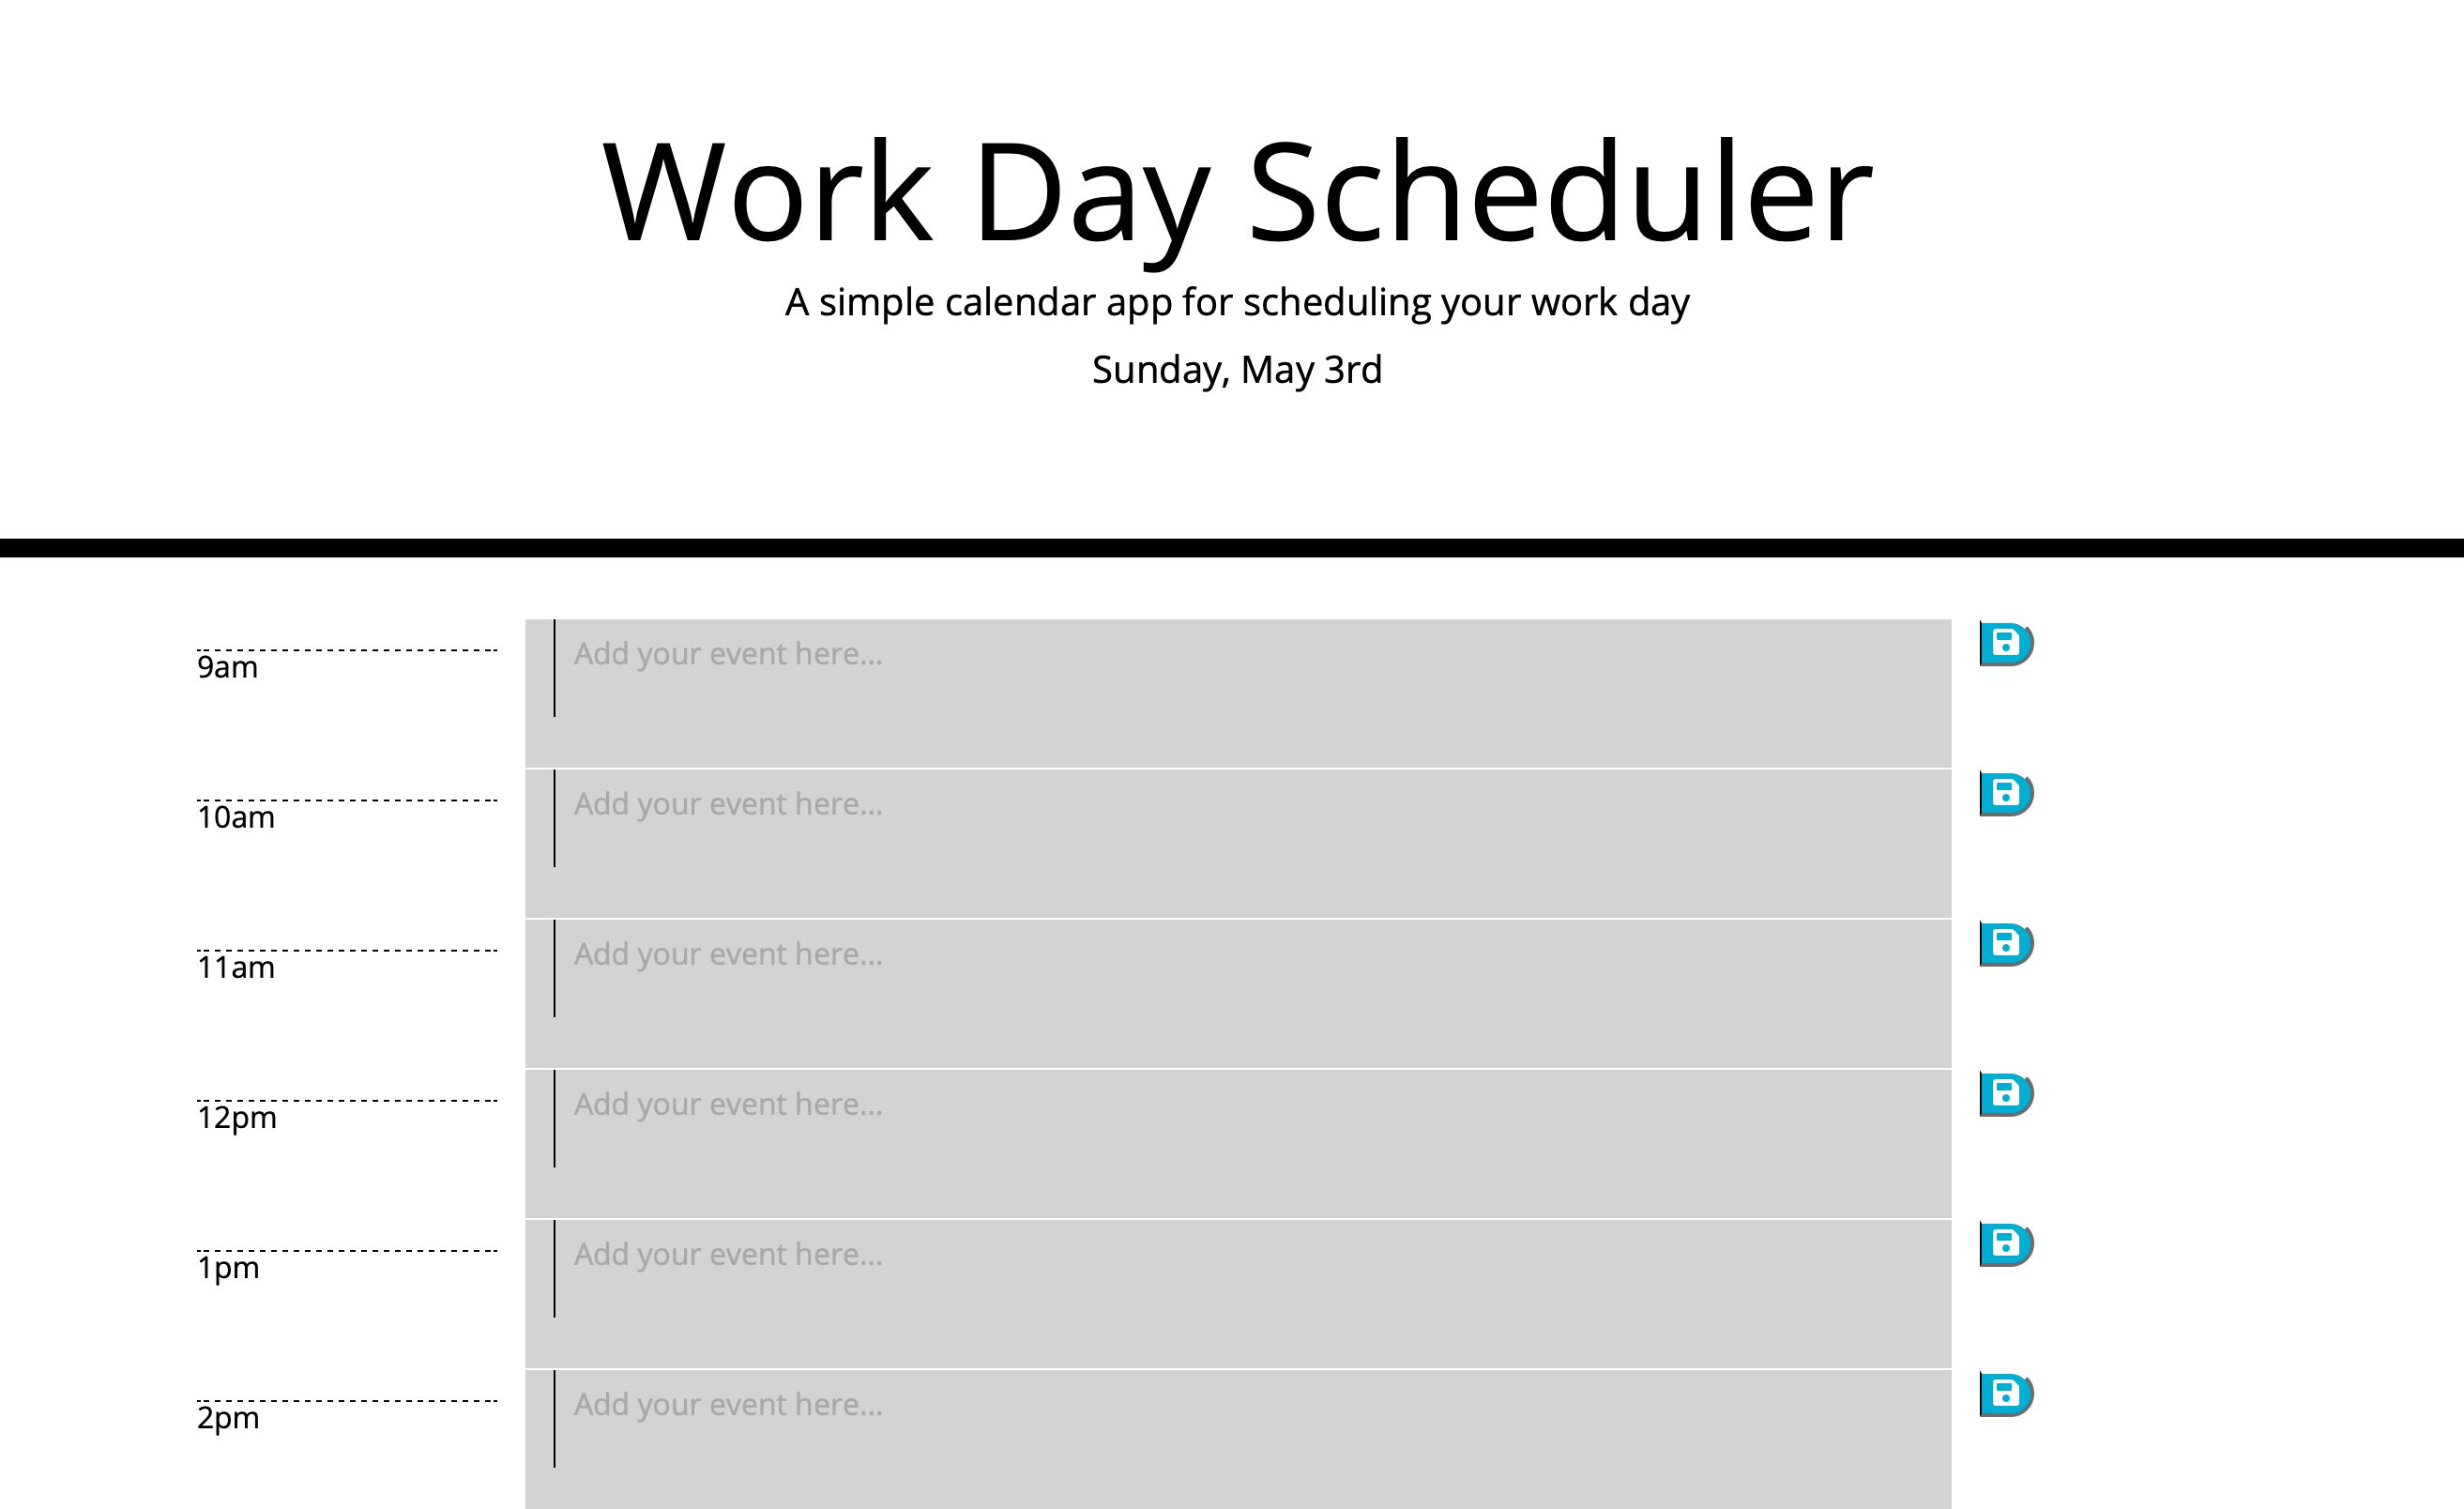 Work Day Scheduler
A simple calendar app for scheduling your work day
Sunday, May 3rd
9am
Add your event here...
10am
Add your event here...
11am
Add your event here...
12pm
Add your event here...
1pm
Add your event here...
2pm
Add your event here...